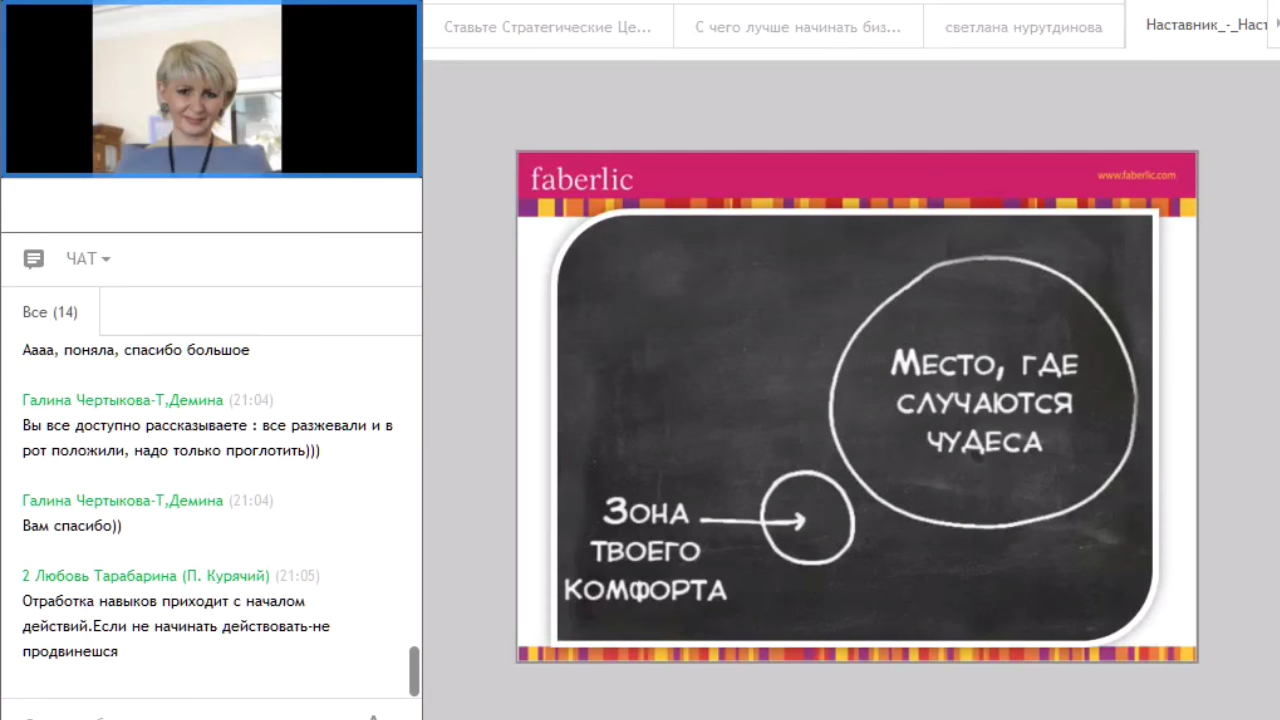 Ставьте Стратегические Це...
С чего лучше начинать биз...
светлана нурутдинова
Наставник_-_Наст
ЧАТ
Все (14)
Аааа, поняла, спасибо большое
Галина Чертыкова-Т,Демина (21:04)
Вы все доступно рассказываете : все разжевали и в
рот положили, надо только проглотить)))
Галина Чертыкова-Т,Демина (21:04)
Вам спасибо))
2 Любовь Тарабарина (П. Курячий) (21:05)
Отработка навыков приходит с началом
действий.Если не начинать действовать-не
продвинешся
faberlic
www.faberlic.com
Место, где
случаются
чудеса
Зона
твоего
комфорта